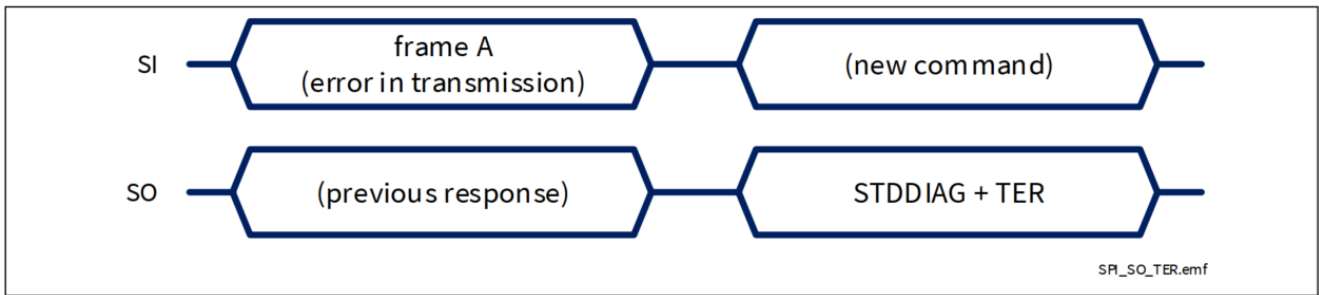 SI
frame A
(error in transmission)
(new command)
SO
(previous response)
STDDIAG + TER
SPI_SO_TER.emf